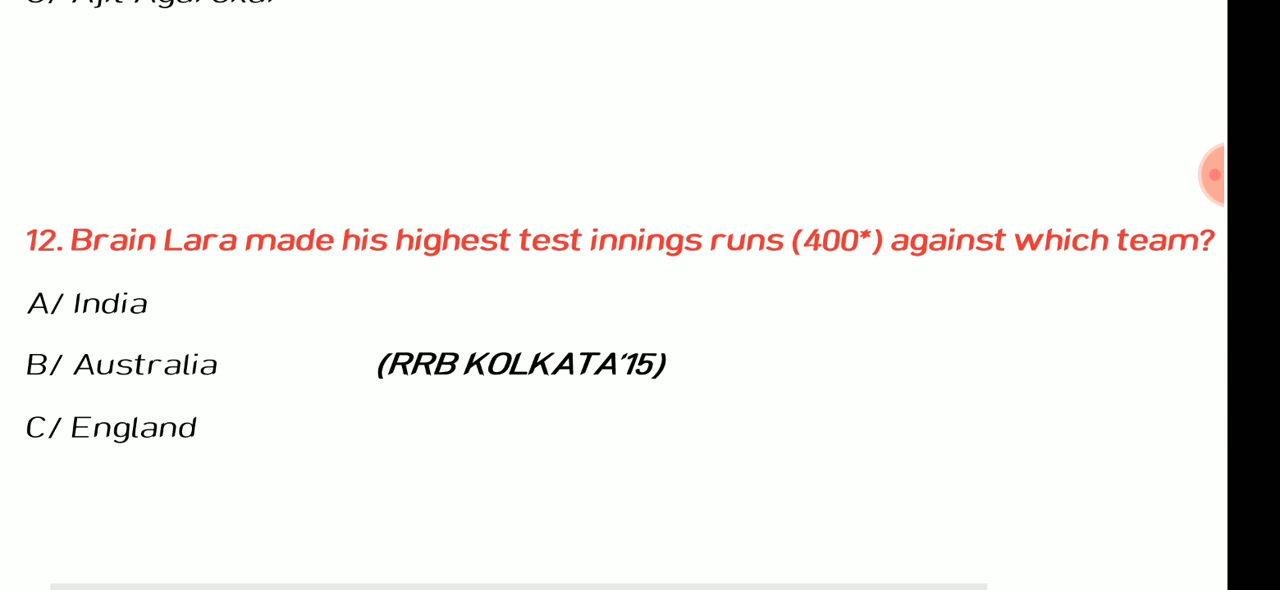 12. Brain Lara made his highest test innings runs (400*) against which team?
A/ India
B/ Australia (RRB KOLKATA'15)
C/ England